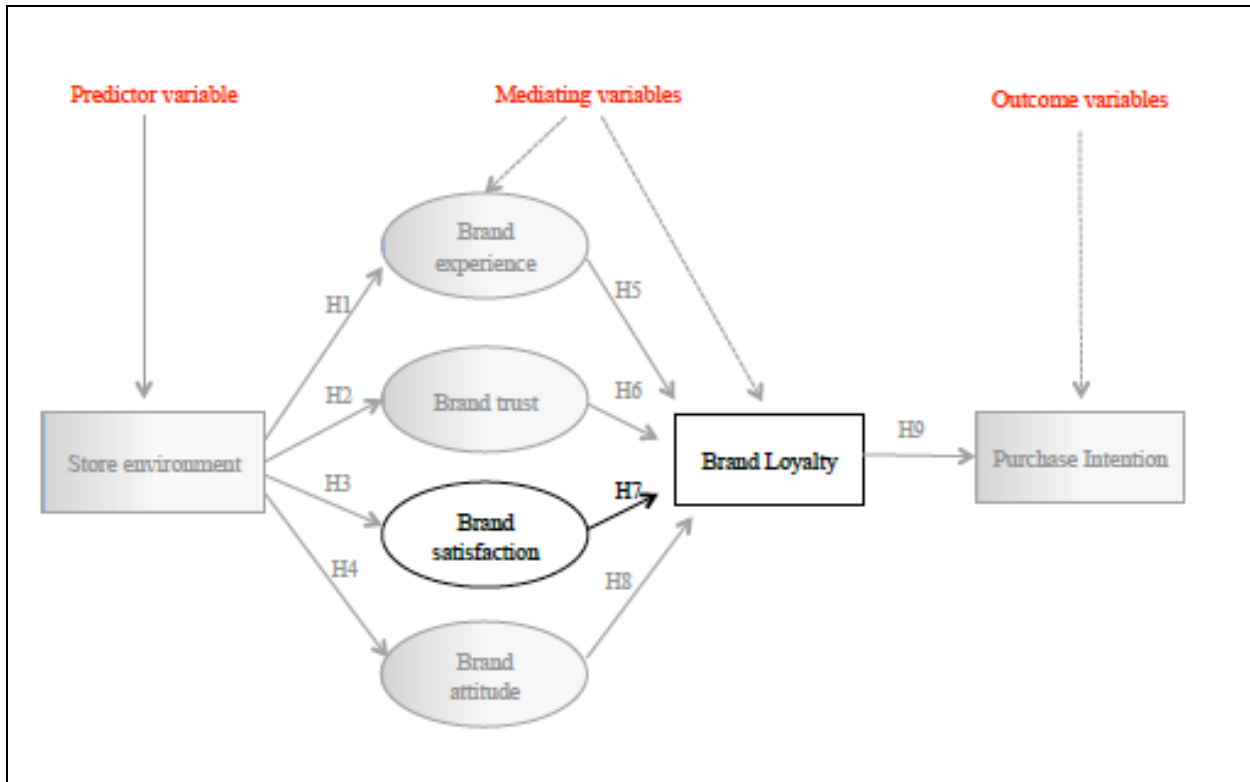 Predictor variable
Mediating variables
Outcome variables
Brand
experience
H1
H5
H2
Brand trust
H6
Store environment
H3
Brand Loyalty
H9
Purchase Intention
H7
Brand
satisfaction
H4
H8
Brand
attitude